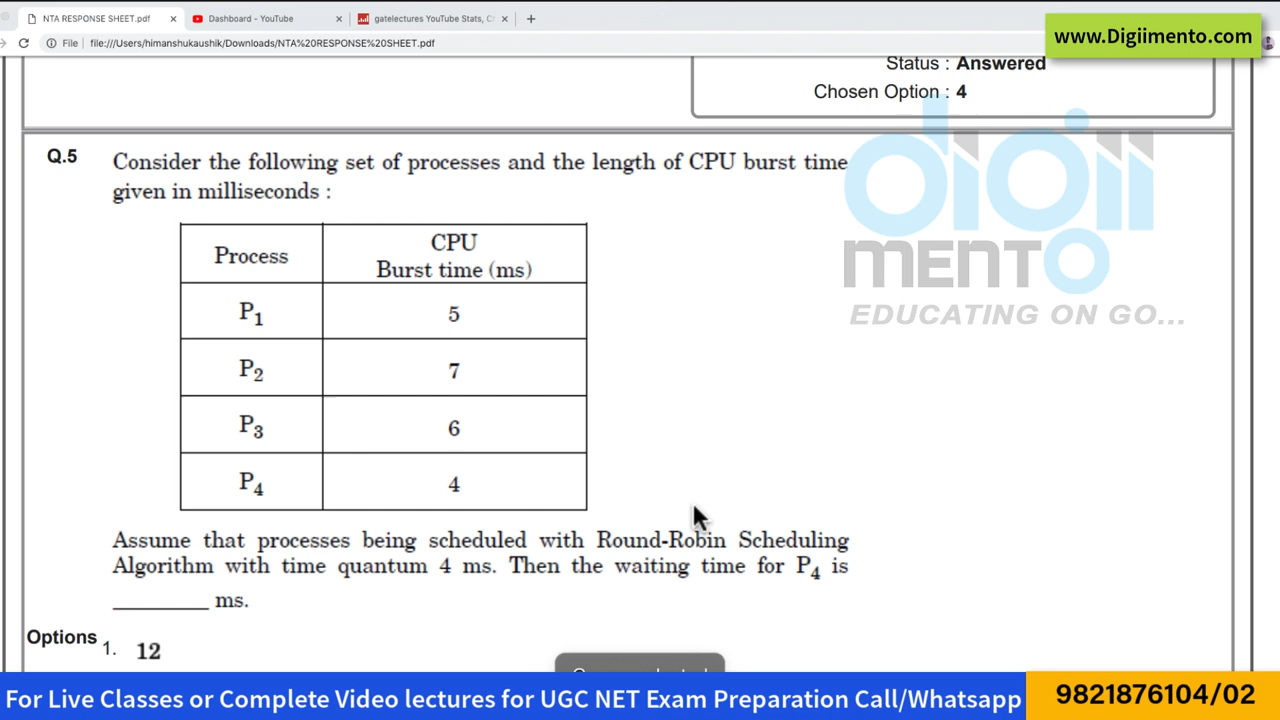 NTA RESPONSE SHEET.pdf
Dashboard - YouTube
gatelectures YouTube Stats, C
File
file:///Users/himanshukaushik/Downloads/NTA%20RESPONSE%20SHEET.pdf
www.Digiimento.com
Status : Answered
Chosen Option : 4
digii
MENTO
EDUCATING ON GO...
Q.5 Consider the following set of processes and the length of CPU burst time
given in milliseconds :
Process CPU
Burst time (ms)
P1 5
P2 7
P3 6
P4 4
Assume that processes being scheduled with Round-Robin Scheduling
Algorithm with time quantum 4 ms. Then the waiting time for P4 is
________ ms.
Options 1. 12
For Live Classes or Complete Video lectures for UGC NET Exam Preparation Call/Whatsapp
9821876104/02